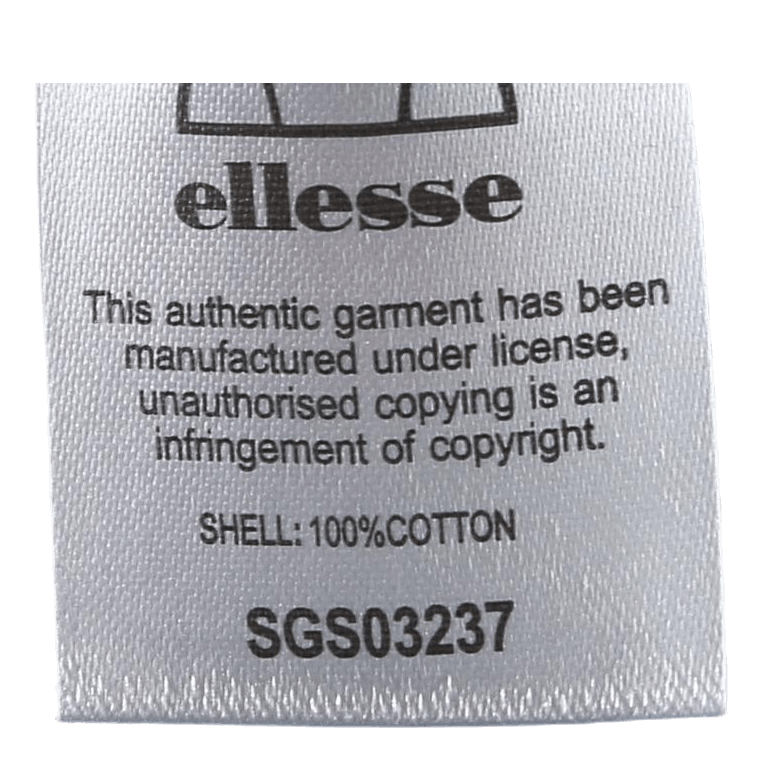 ellesse
This authentic garment has been
manufactured under license,
unauthorised copying is an
infringement of copyright.
SHELL: 100%COTTON
SGS03237